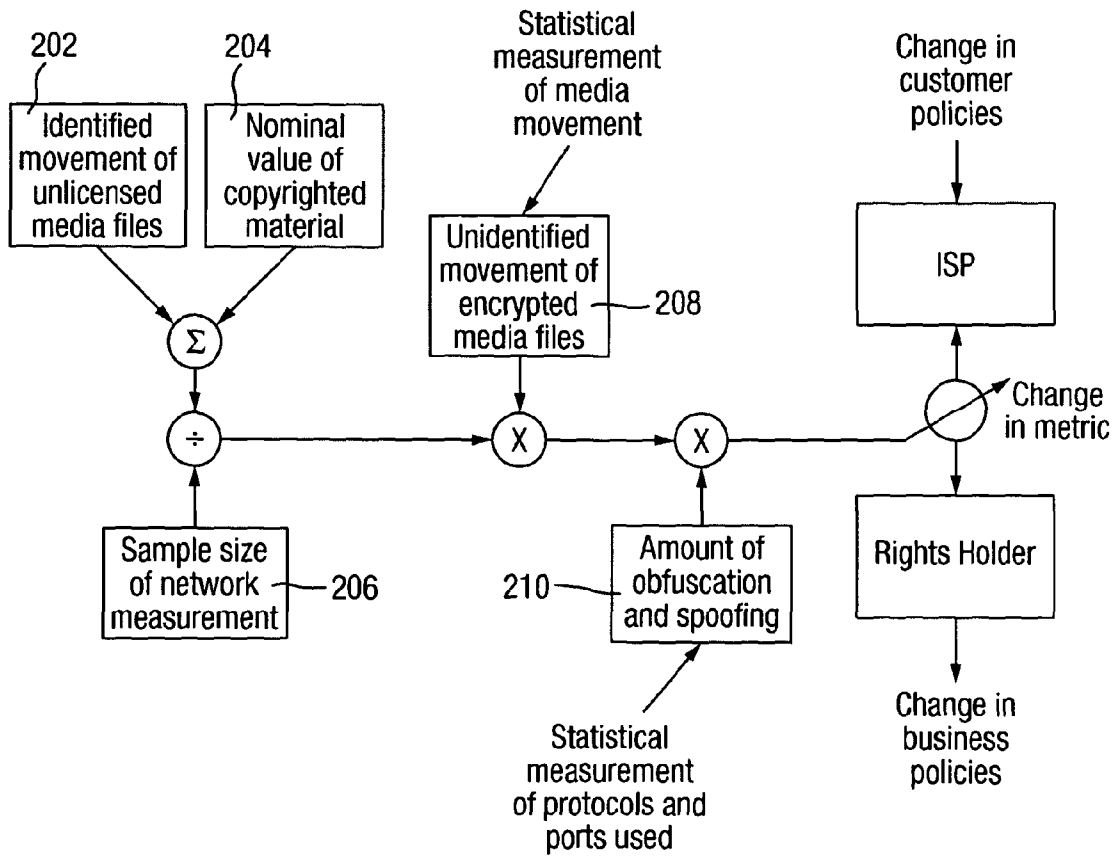 202
204
Identified
movement of
unlicensed
media files
Nominal
value of
copyrighted
material
Statistical
measurement
of media
movement
Change in
customer
policies
Unidentified
movement of
encrypted
media files
208
ISP
Σ
÷
X
X
Change
in metric
Sample size
of network
measurement
206
210
Amount of
obfuscation
and spoofing
Rights Holder
Statistical
measurement
of protocols and
ports used
Change in
business
policies